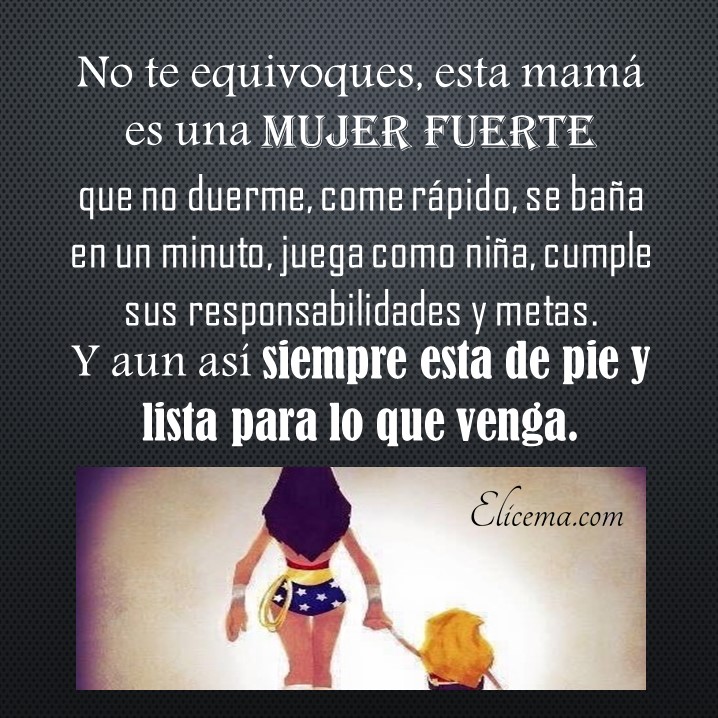 No te equivoques, esta mamá
es una MUJER FUERTE
que no duerme, come rápido, se baña
en un minuto, juega como niña, cumple
sus responsabilidades y metas.
Y aun así siempre esta de pie y
lista para lo que venga.
Elicema.com